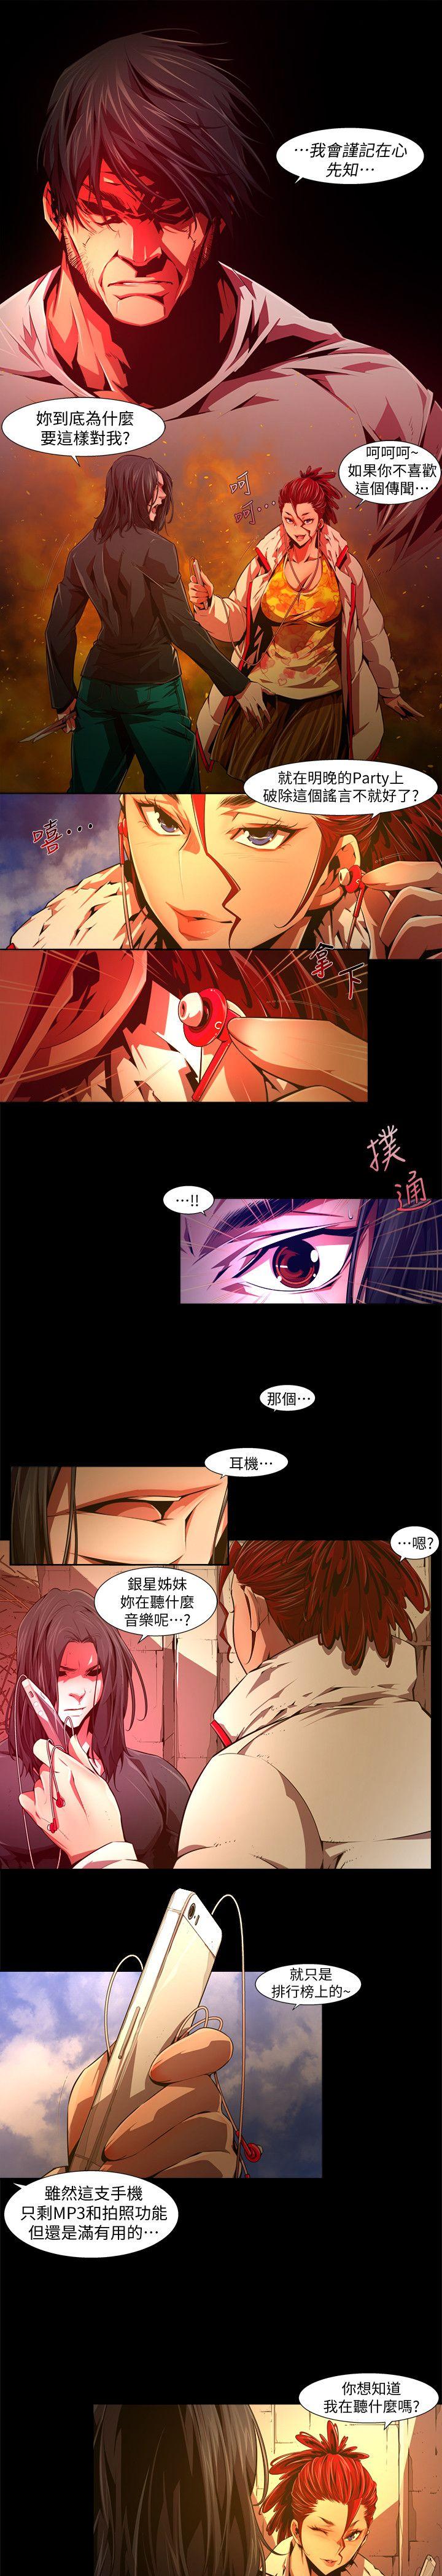 ⋯我會謹記在心
先知⋯
妳到底為什麼
要這樣對我?
呵呵呵~
如果你不喜歡
這個傳聞⋯
呵
呵⋯
就在明晚的Party上
破除這個謠言不就好了?
嘻⋯
拿
下
撲
通
⋯!!
那個⋯
耳機⋯
⋯嗯?
銀星姊妹
妳在聽什麼
音樂呢⋯?
就只是
排行榜上的~
雖然這支手機
只剩MP3和拍照功能
但還是滿有用的⋯
你想知道
我在聽什麼嗎?